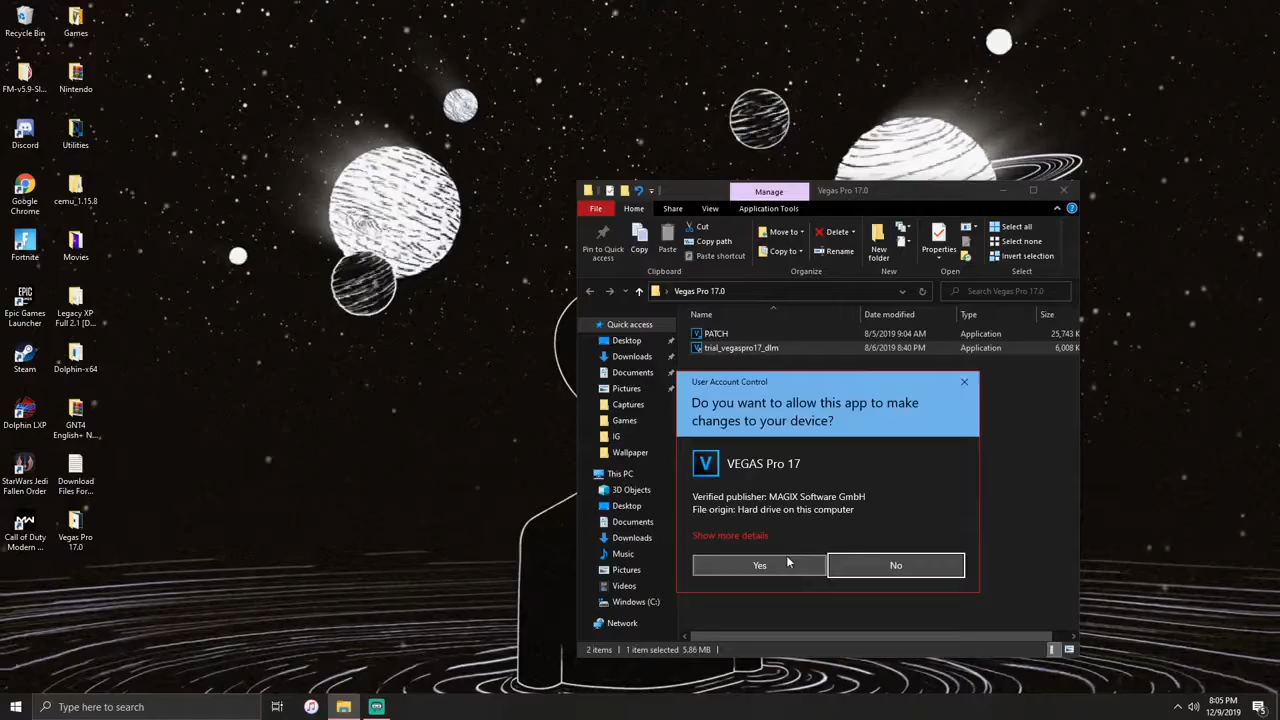 Recycle Bin
Games
FM-v5.9-Sl...
Nintendo
Discord
Utilities
Google Chrome
cemu_1.15.8
Fortnite
Movies
Epic Games Launcher
Legacy XP Full 2.1 [D...
Steam
Dolphin-x64
Dolphin LXP
GNT4 English+ N...
StarWars Jedi Fallen Order
Download Files For...
Call of Duty Modern ...
Vegas Pro 17.0
Manage
Vegas Pro 17.0
File
Home
Share
View
Application Tools
Pin to Quick access
Copy
Paste
Cut
Copy path
Paste shortcut
Clipboard
Move to
Copy to
Delete
Rename
Organize
New folder
New
Properties
Open
Select all
Select none
Invert selection
Select
Vegas Pro 17.0
Search Vegas Pro 17.0
Name
Date modified
Type
Size
PATCH
8/5/2019 9:04 AM
Application
25,743 K
trial_vegaspro17_dlm
8/6/2019 8:40 PM
Application
6,008 K
Quick access
Desktop
Downloads
Documents
Pictures
Captures
Games
IG
Wallpaper
This PC
3D Objects
Desktop
Documents
Downloads
Music
Pictures
Videos
Windows (C:)
Network
User Account Control
Do you want to allow this app to make
changes to your device?
V
VEGAS Pro 17
Verified publisher: MAGIX Software GmbH
File origin: Hard drive on this computer
Show more details
Yes
No
2 items
1 item selected 5.86 MB
Type here to search
8:05 PM
12/9/2019
5